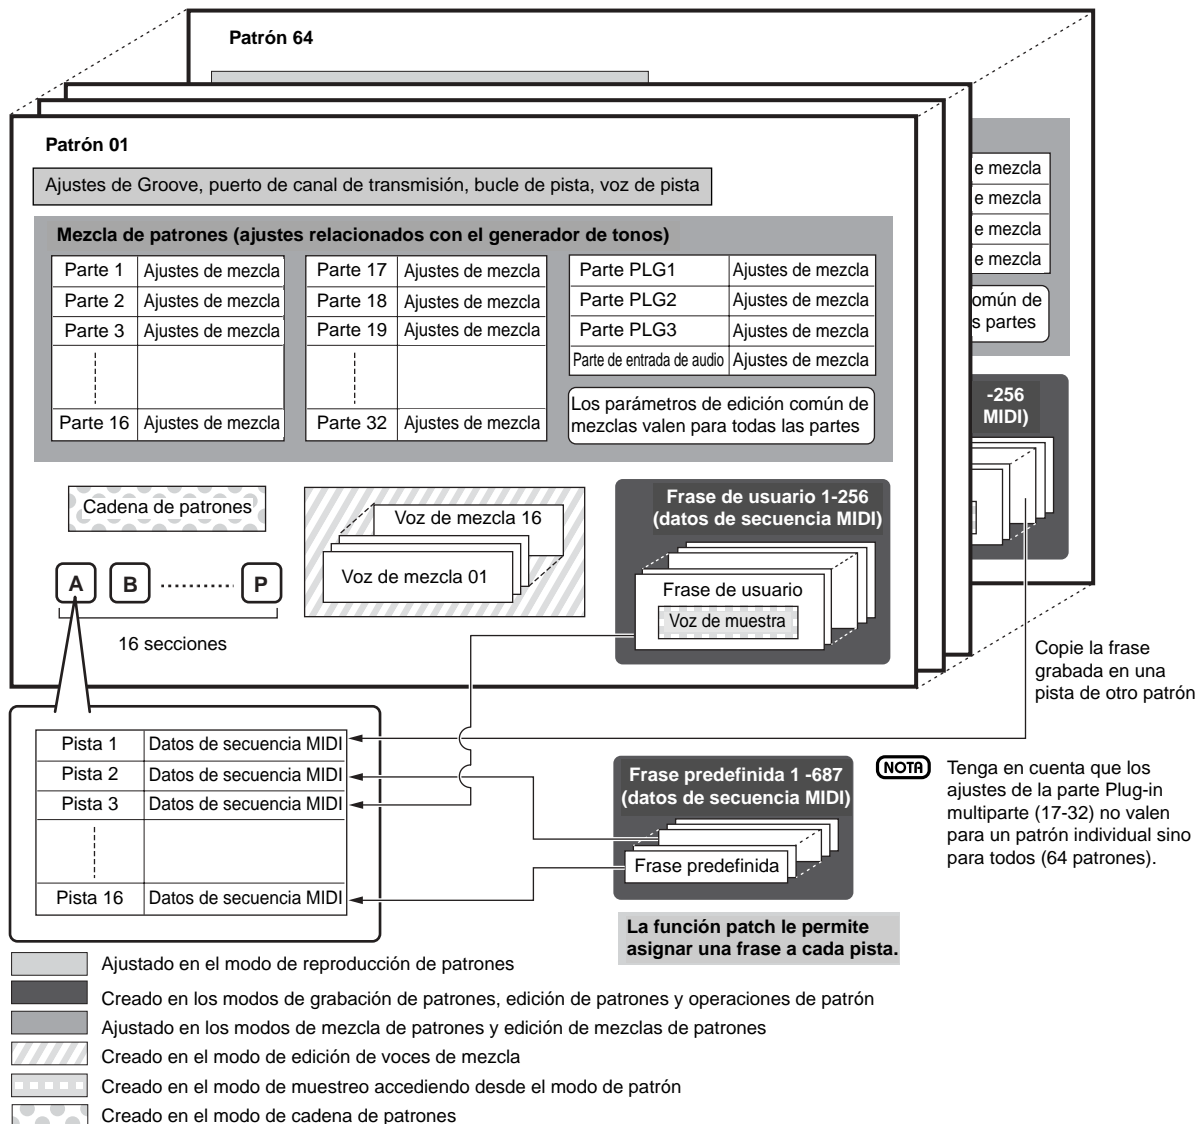 Patrón 64
Patrón 01
Ajustes de Groove, puerto de canal de transmisión, bucle de pista, voz de pista
Mezcla de patrones (ajustes relacionados con el generador de tonos)
Parte 1 Ajustes de mezcla
Parte 2 Ajustes de mezcla
Parte 3 Ajustes de mezcla
Parte 16 Ajustes de mezcla
Parte 17 Ajustes de mezcla
Parte 18 Ajustes de mezcla
Parte 19 Ajustes de mezcla
Parte 32 Ajustes de mezcla
Parte PLG1 Ajustes de mezcla
Parte PLG2 Ajustes de mezcla
Parte PLG3 Ajustes de mezcla
Parte de entrada de audio Ajustes de mezcla
Los parámetros de edición común de
mezclas valen para todas las partes
e mezcla
e mezcla
e mezcla
e mezcla
omún de
s partes
-256
MIDI)
Cadena de patrones
Voz de mezcla 16
Voz de mezcla 01
Frase de usuario 1-256
(datos de secuencia MIDI)
Frase de usuario
Voz de muestra
A B P
16 secciones
Copie la frase
grabada en una
pista de otro patrón
Pista 1 Datos de secuencia MIDI
Pista 2 Datos de secuencia MIDI
Pista 3 Datos de secuencia MIDI
Pista 16 Datos de secuencia MIDI
Frase predefinida 1 -687
(datos de secuencia MIDI)
Frase predefinida
La función patch le permite
asignar una frase a cada pista.
NOTA
Tenga en cuenta que los
ajustes de la parte Plug-in
multiparte (17-32) no valen
para un patrón individual sino
para todos (64 patrones).
Ajustado en el modo de reproducción de patrones
Creado en los modos de grabación de patrones, edición de patrones y operaciones de patrón
Ajustado en los modos de mezcla de patrones y edición de mezclas de patrones
Creado en el modo de edición de voces de mezcla
Creado en el modo de muestreo accediendo desde el modo de patrón
Creado en el modo de cadena de patrones